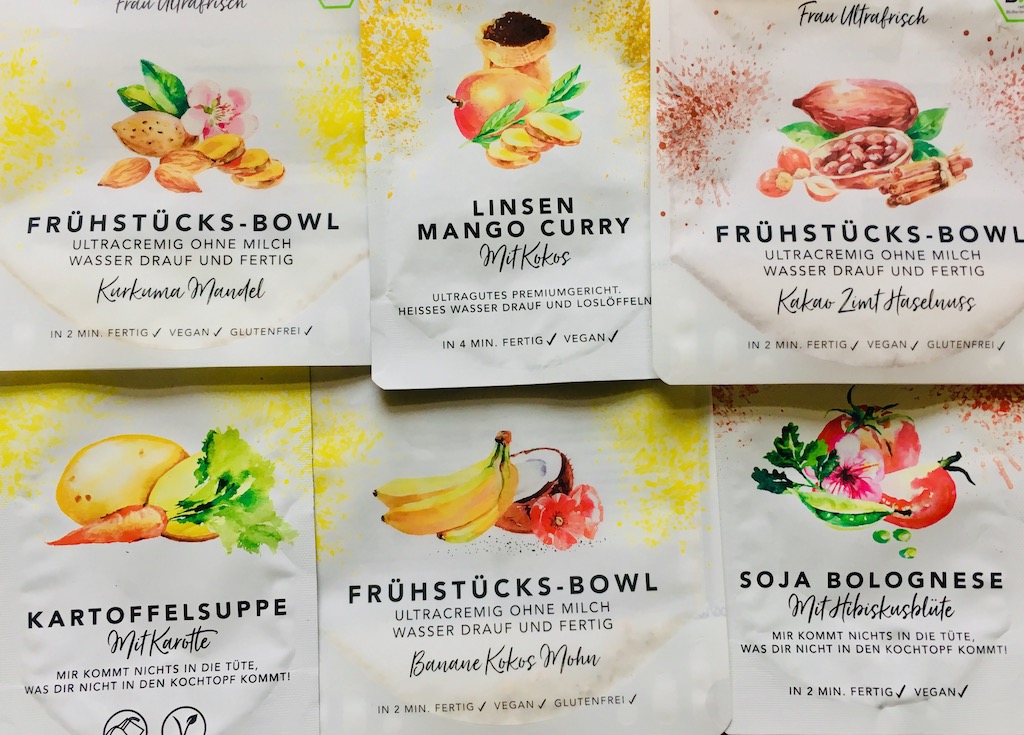 Frau Ultrafrisch
FRÜHSTÜCKS-BOWL
ULTRACREMIG OHNE MILCH
WASSER DRAUF UND FERTIG
Kurkuma Mandel
IN 2 MIN. FERTIG✓ VEGAN✓ GLUTENFREI✓
LINSEN
MANGO CURRY
Mit Kokos
ULTRAGUTES PREMIUMGERICHT.
HEISSES WASSER DRAUF UND LOSLÖFFELN
IN 4 MIN. FERTIG✓ VEGAN✓
Frau Ultrafrisch
FRÜHSTÜCKS-BOWL
ULTRACREMIG OHNE MILCH
WASSER DRAUF UND FERTIG
Kakao Zimt Haselnuss
IN 2 MIN. FERTIG✓ VEGAN✓ GLUTENFREI✓
KARTOFFELSUPPE
Mit Karotte
MIR KOMMT NICHTS IN DIE TÜTE,
WAS DIR NICHT IN DEN KOCHTOPF KOMMT!
FRÜHSTÜCKS-BOWL
ULTRACREMIG OHNE MILCH
WASSER DRAUF UND FERTIG
Banane Kokos Mohn
IN 2 MIN. FERTIG✓ VEGAN✓ GLUTENFREI✓
SOJA BOLOGNESE
Mit Hibiskusblüte
MIR KOMMT NICHTS IN DIE TÜTE,
WAS DIR NICHT IN DEN KOCHTOPF KOMMT!
IN 2 MIN. FERTIG✓ VEGAN✓